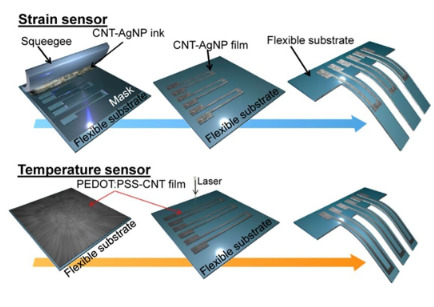 Strain sensor
Squeegee
CNT-AgNP ink
CNT-AgNP film
Flexible substrate
Mask
Flexible substrate
Flexible substrate
Temperature sensor
PEDOT:PSS-CNT film
Laser
Flexible substrate
Flexible substrate